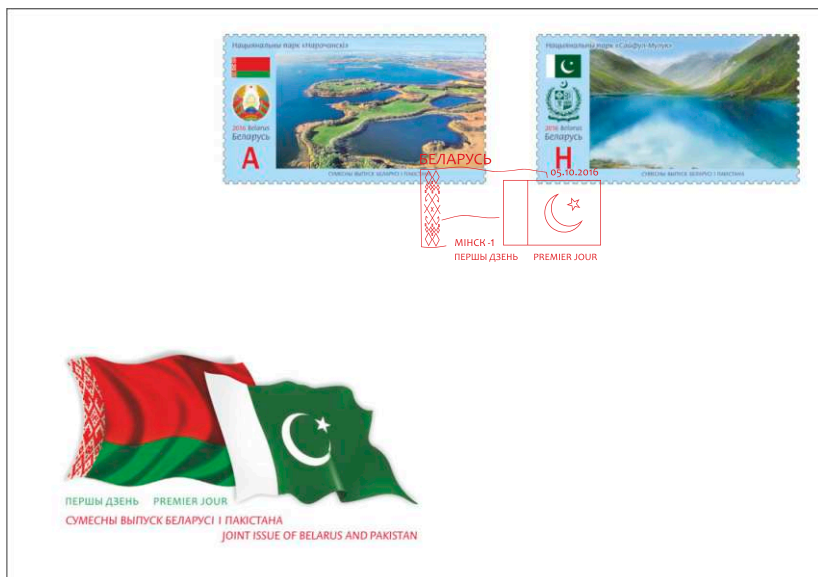 Нацыянальны парк «Нарачанскі»
2016 Belarus
Беларусь
A
СУМЕСНЫ ВЫПУСК БЕЛАРУСІ І ПАКІСТАНА
Нацыянальны парк «Сайфул-Мулук»
2016 Belarus
Беларусь
H
СУМЕСНЫ ВЫПУСК БЕЛАРУСІ І ПАКІСТАНА
БЕЛАРУСЬ
05.10.2016
МІНСК -1
ПЕРШЫ ДЗЕНЬ PREMIER JOUR
ПЕРШЫ ДЗЕНЬ PREMIER JOUR
СУМЕСНЫ ВЫПУСК БЕЛАРУСІ І ПАКІСТАНА
JOINT ISSUE OF BELARUS AND PAKISTAN